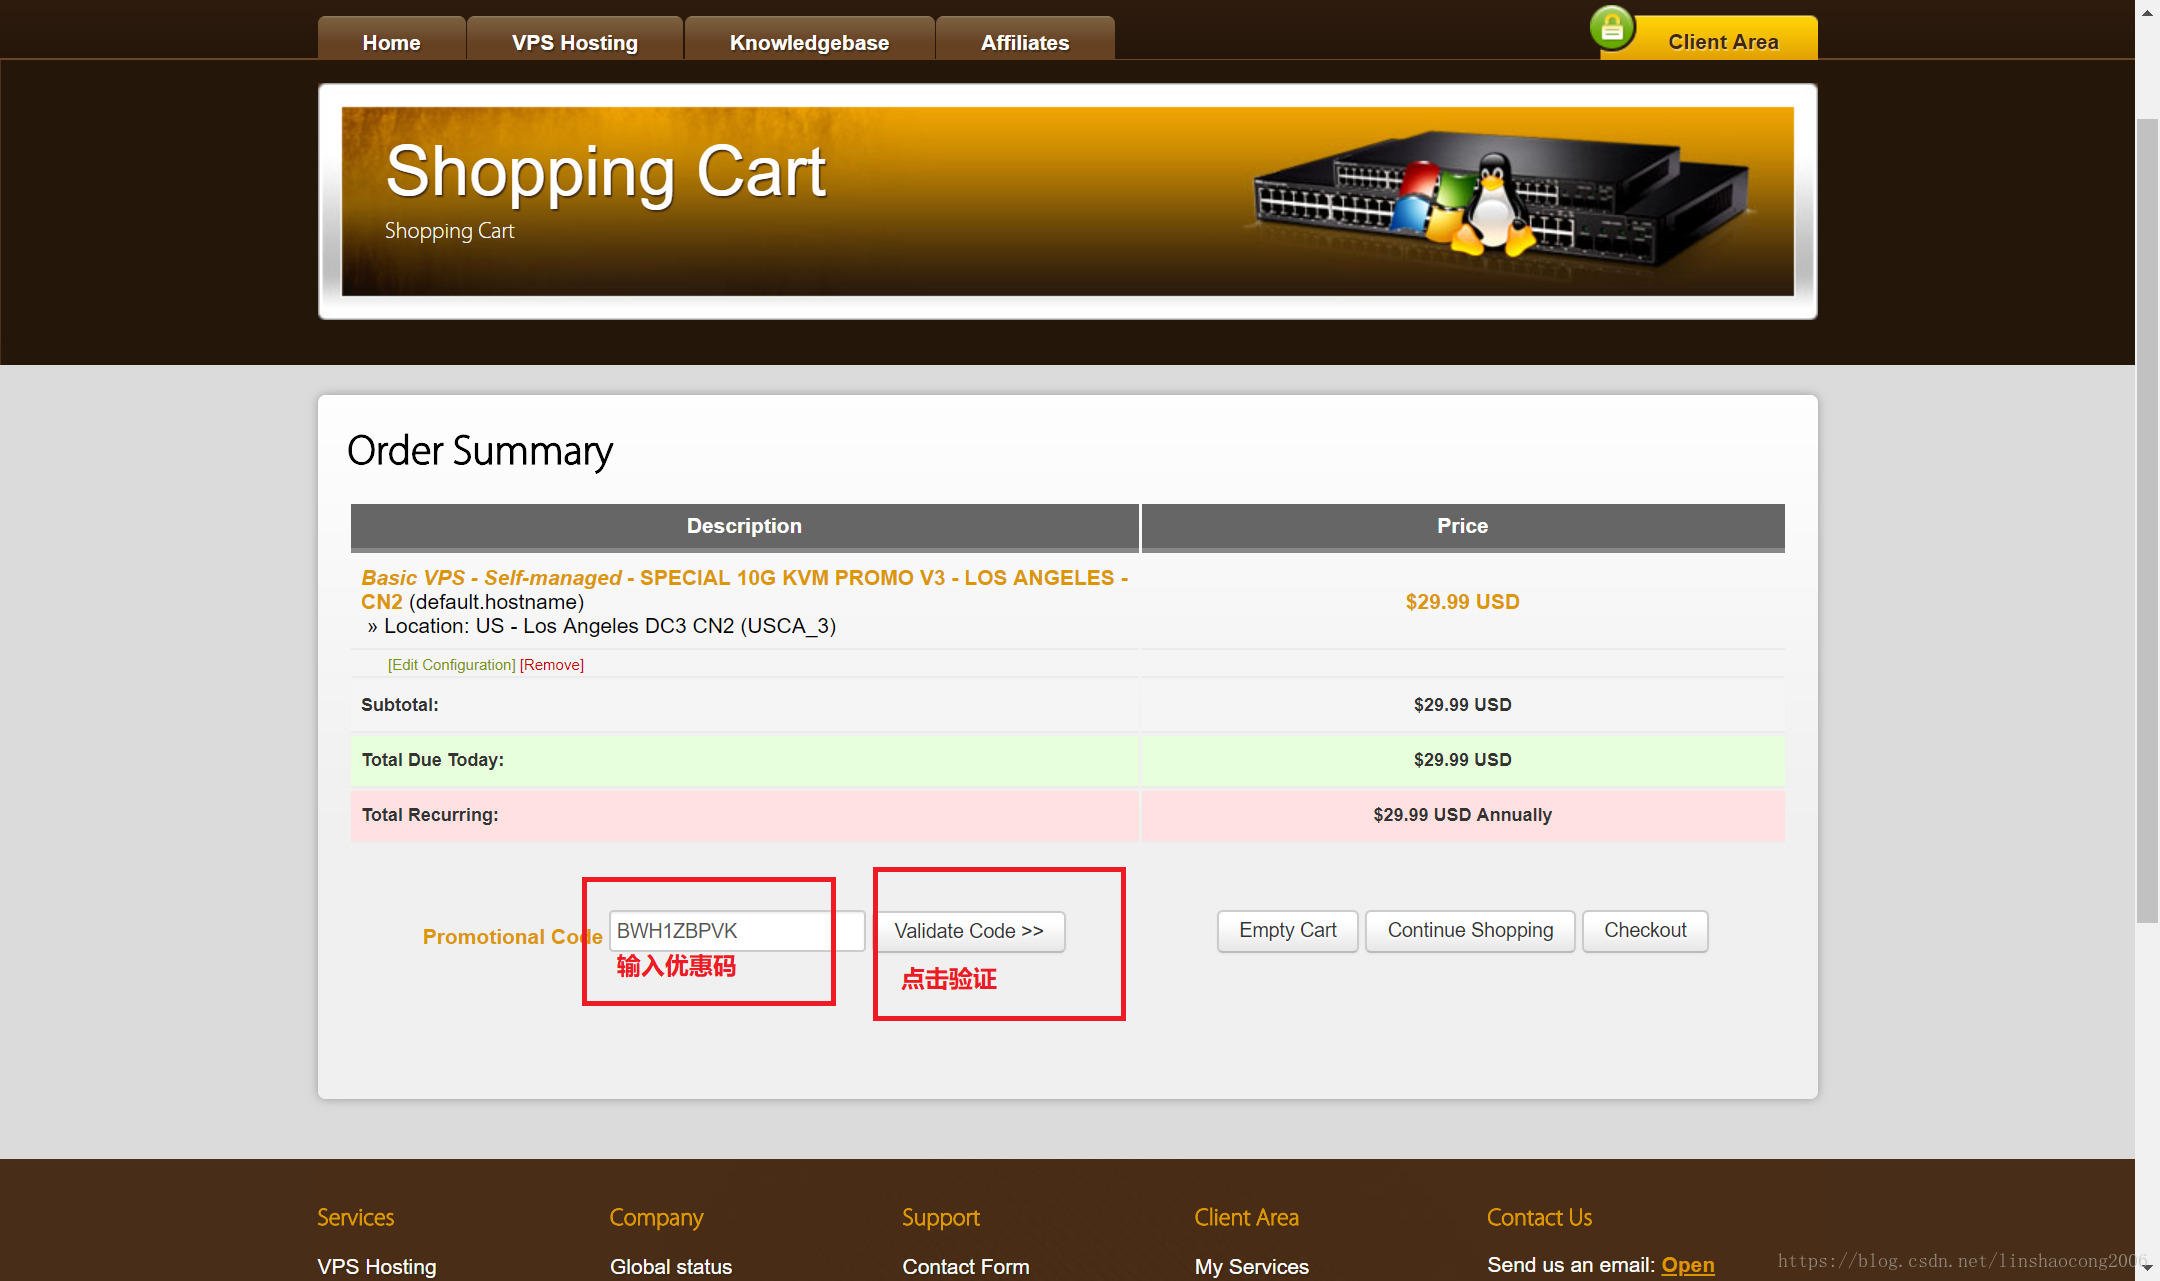 Home VPS Hosting Knowledgebase Affiliates Client Area
Shopping Cart
Shopping Cart
Order Summary
Description Price
Basic VPS - Self-managed - SPECIAL 10G KVM PROMO V3 - LOS ANGELES -
CN2 (default.hostname) $29.99 USD
» Location: US - Los Angeles DC3 CN2 (USCA_3)
[Edit Configuration] [Remove]
Subtotal: $29.99 USD
Total Due Today: $29.99 USD
Total Recurring: $29.99 USD Annually
Promotional Code BWH1ZBPVK Validate Code >> Empty Cart Continue Shopping Checkout
输入优惠码 点击验证
Services Company Support Client Area Contact Us
VPS Hosting Global status Contact Form My Services Send us an email: Open
https://blog.csdn.net/linshaocong2006